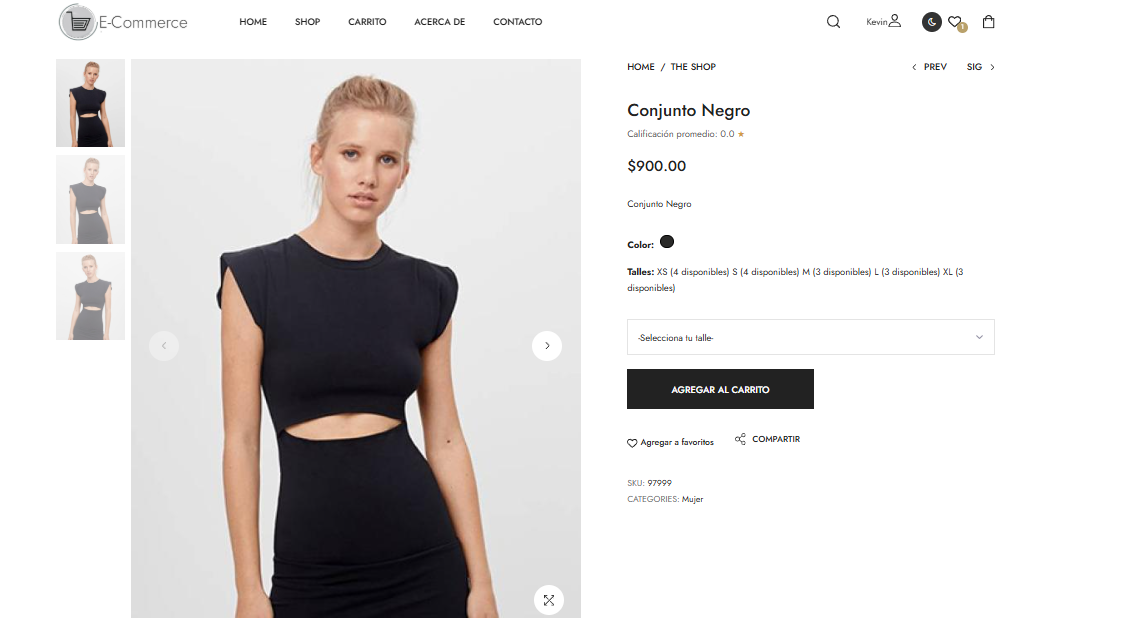 E-Commerce
HOME
SHOP
CARRITO
ACERCA DE
CONTACTO
Kevin
1
HOME / THE SHOP
PREV
SIG
Conjunto Negro
Calificación promedio: 0.0 ★
$900.00
Conjunto Negro
Color:
Talles: XS (4 disponibles) S (4 disponibles) M (3 disponibles) L (3 disponibles) XL (3
disponibles)
-Selecciona tu talle-
AGREGAR AL CARRITO
Agregar a favoritos
COMPARTIR
SKU: 97999
CATEGORIES: Mujer